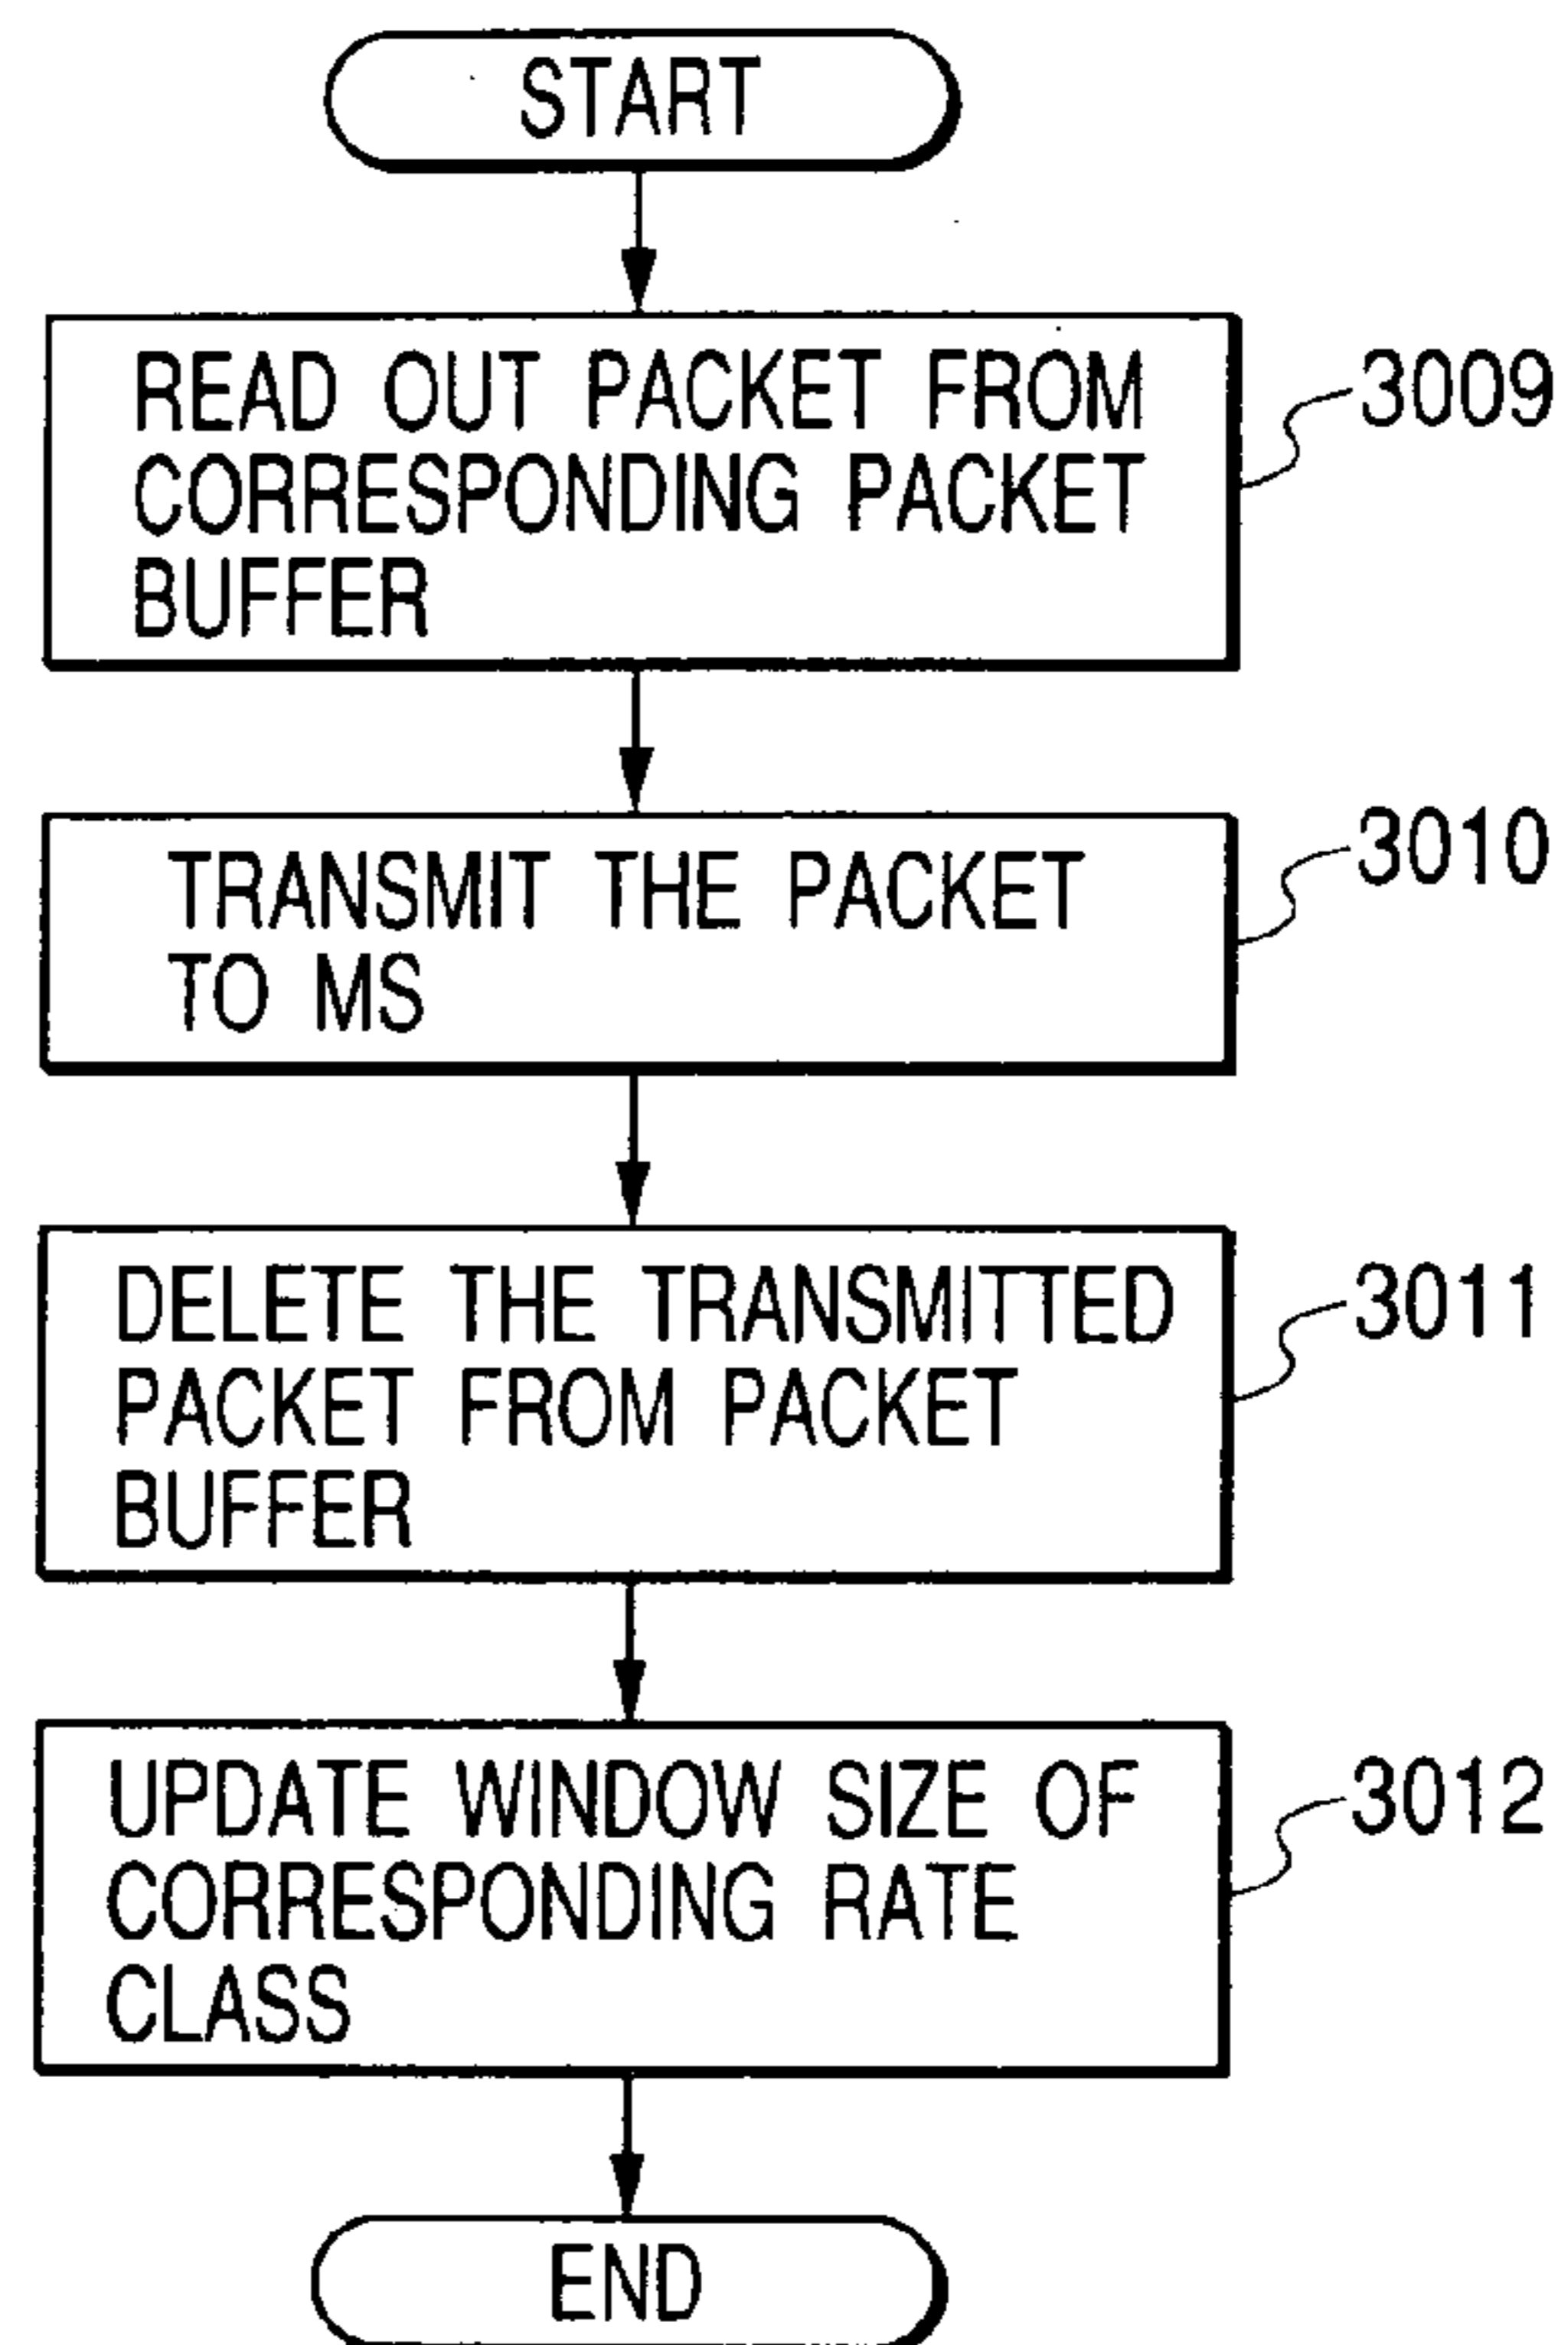 START
READ OUT PACKET FROM
CORRESPONDING PACKET
BUFFER
3009
TRANSMIT THE PACKET
TO MS
3010
DELETE THE TRANSMITTED
PACKET FROM PACKET
BUFFER
3011
UPDATE WINDOW SIZE OF
CORRESPONDING RATE
CLASS
3012
END